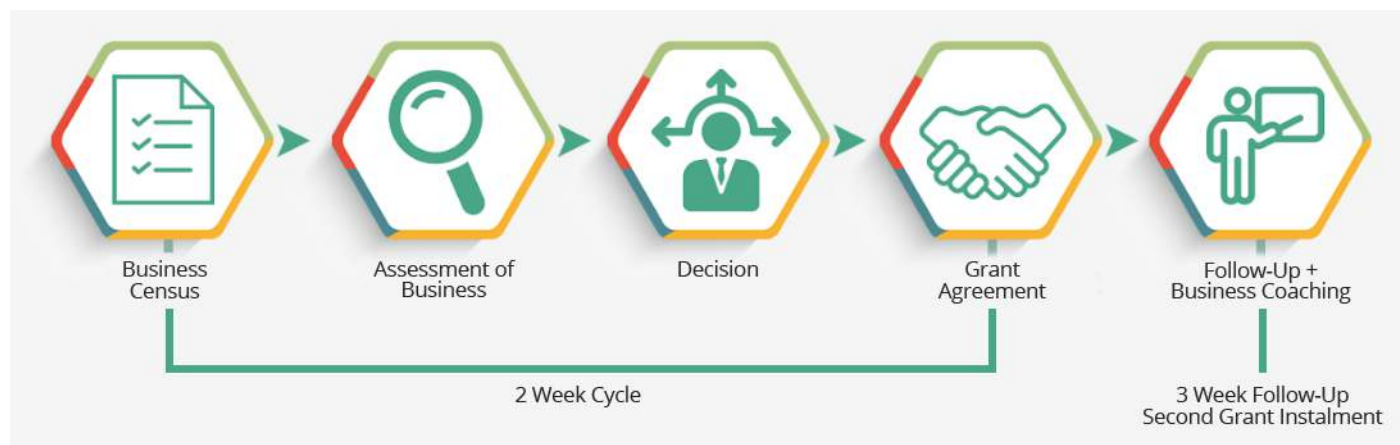 Business
Census
Assessment of
Business
Decision
Grant
Agreement
Follow-Up +
Business Coaching
2 Week Cycle
3 Week Follow-Up
Second Grant Instalment